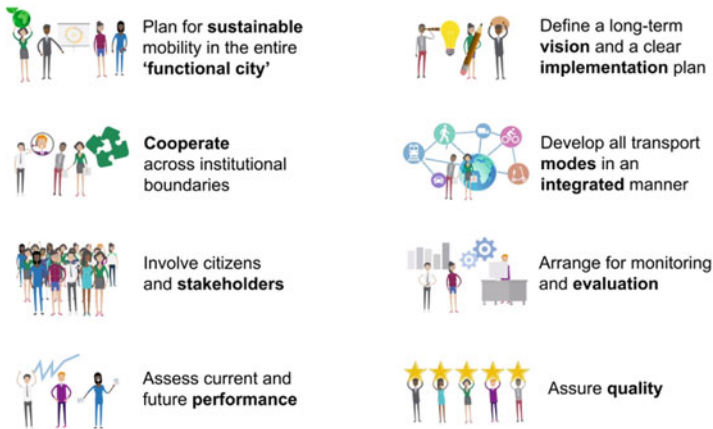 Plan for sustainable
mobility in the entire
‘functional city’
Cooperate
across institutional
boundaries
Involve citizens
and stakeholders
Assess current and
future performance
Define a long-term
vision and a clear
implementation plan
Develop all transport
modes in an
integrated manner
Arrange for monitoring
and evaluation
Assure quality